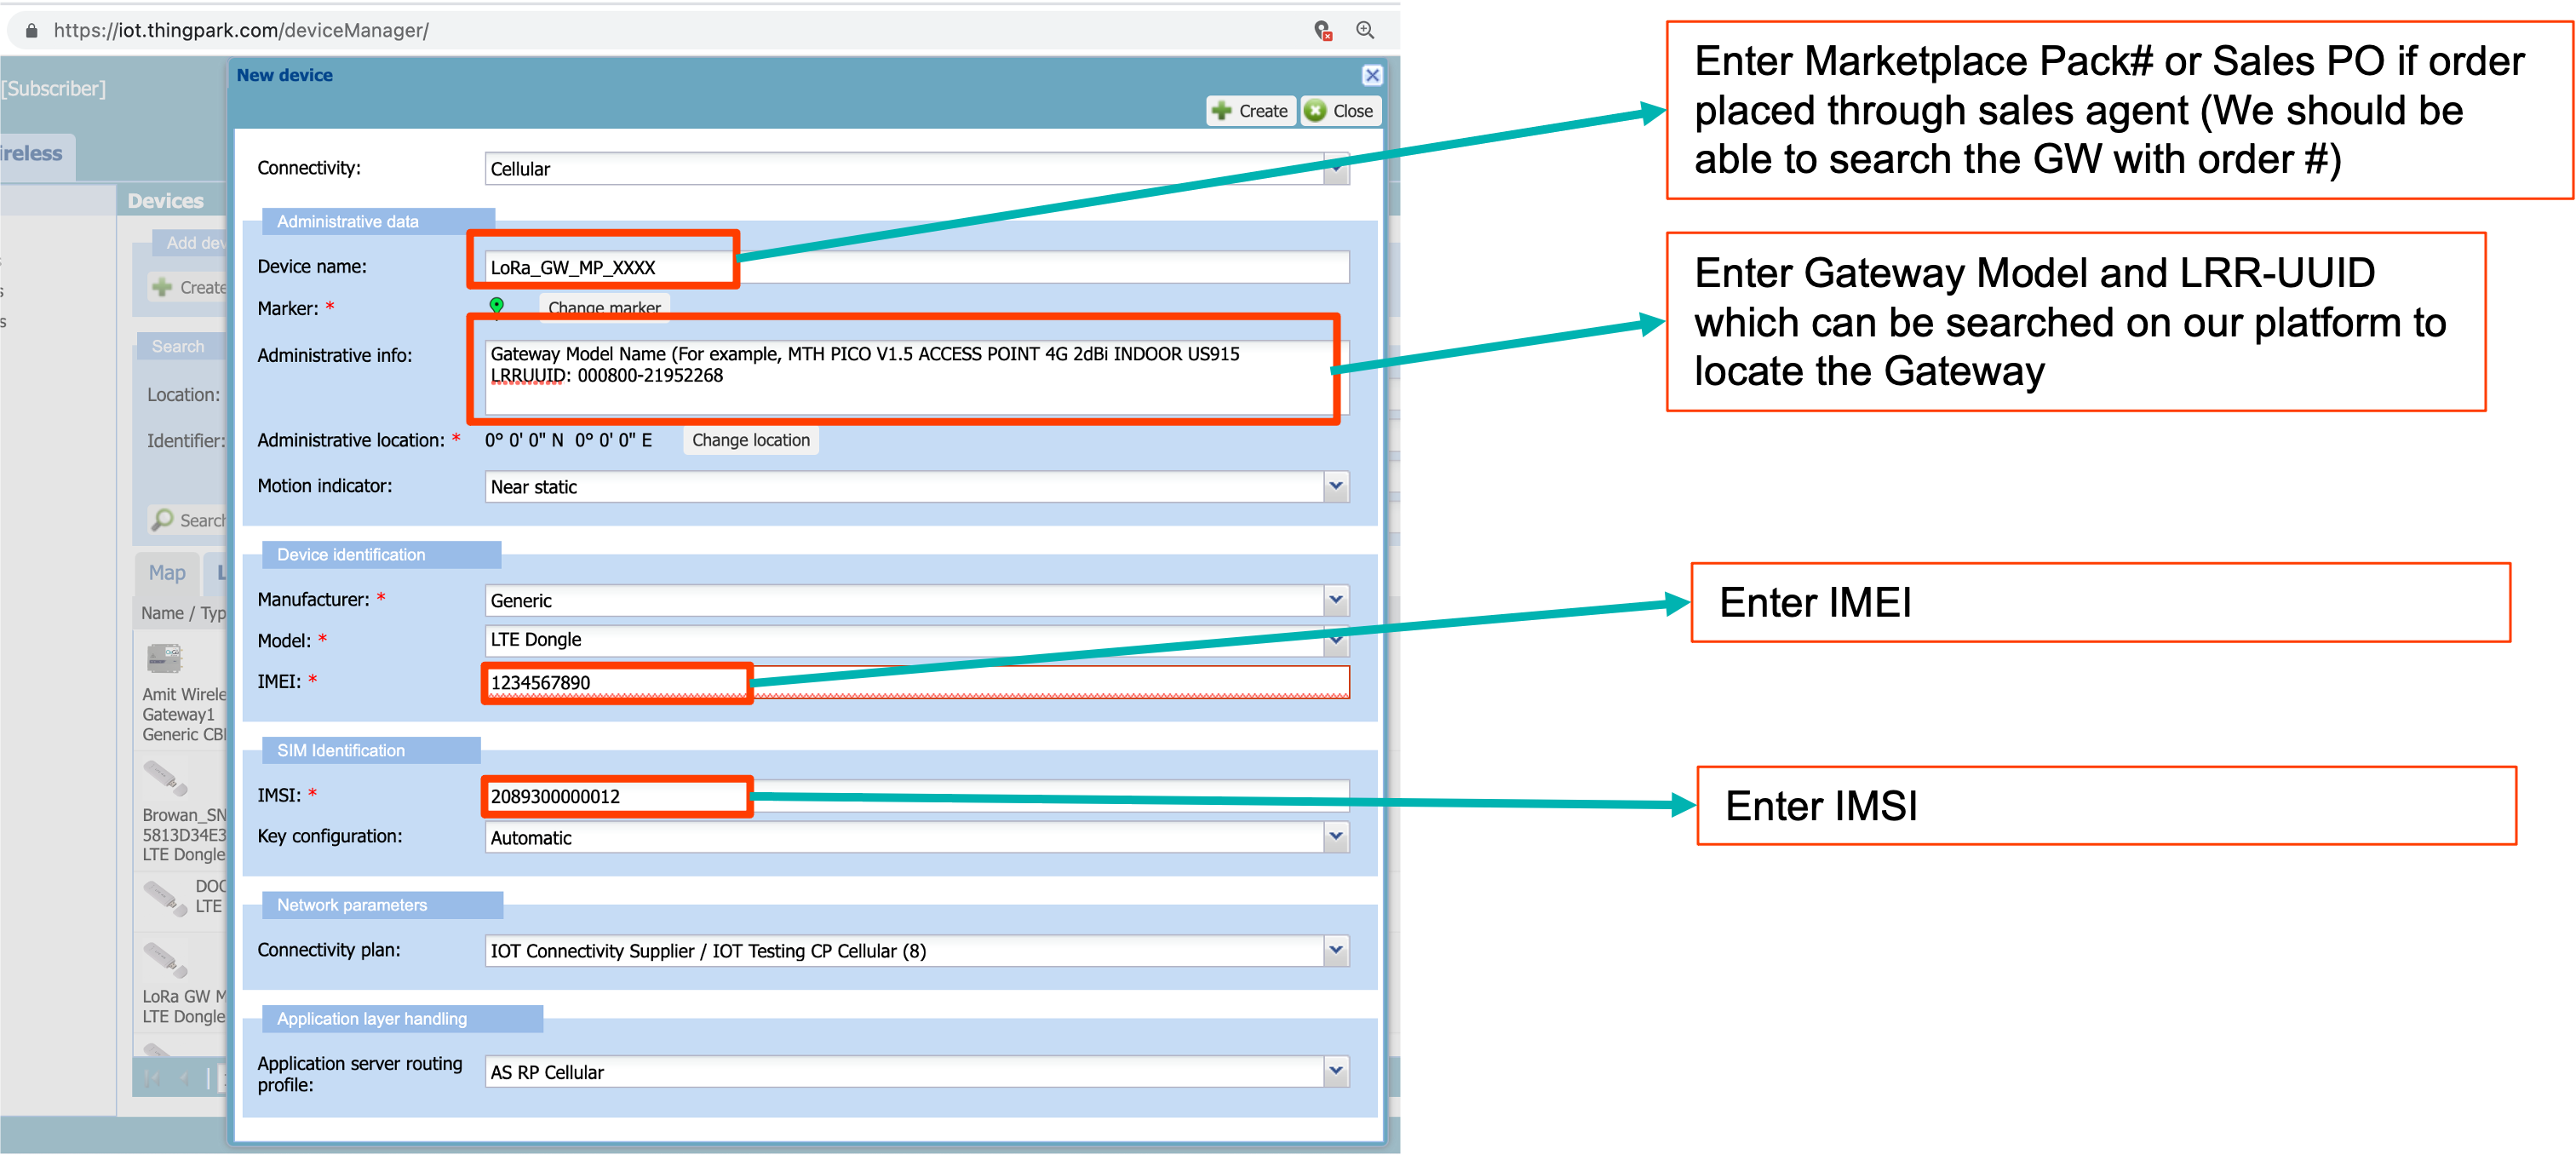 https://iot.thingpark.com/deviceManager/
[Subscriber]
ireless
Devices
Add dev
Create
Search
Location:
Identifier:
Search
Map
Name / Typ
Amit Wirele
Gateway1
Generic CBI
Browan_SN
5813D34E3
LTE Dongle
DOC
LTE
LoRa GW M
LTE Dongle
New device
Create
Close
Connectivity:
Cellular
Administrative data
Device name:
LoRa_GW_MP_XXXX
Marker: *
Change marker
Administrative info:
Gateway Model Name (For example, MTH PICO V1.5 ACCESS POINT 4G 2dBi INDOOR US915
LRRUUID: 000800-21952268
Administrative location: *
0° 0' 0" N 0° 0' 0" E
Change location
Motion indicator:
Near static
Device identification
Manufacturer: *
Generic
Model: *
LTE Dongle
IMEI: *
1234567890
SIM Identification
IMSI: *
2089300000012
Key configuration:
Automatic
Network parameters
Connectivity plan:
IOT Connectivity Supplier / IOT Testing CP Cellular (8)
Application layer handling
Application server routing
profile:
AS RP Cellular
Enter Marketplace Pack# or Sales PO if order
placed through sales agent (We should be
able to search the GW with order #)
Enter Gateway Model and LRR-UUID
which can be searched on our platform to
locate the Gateway
Enter IMEI
Enter IMSI